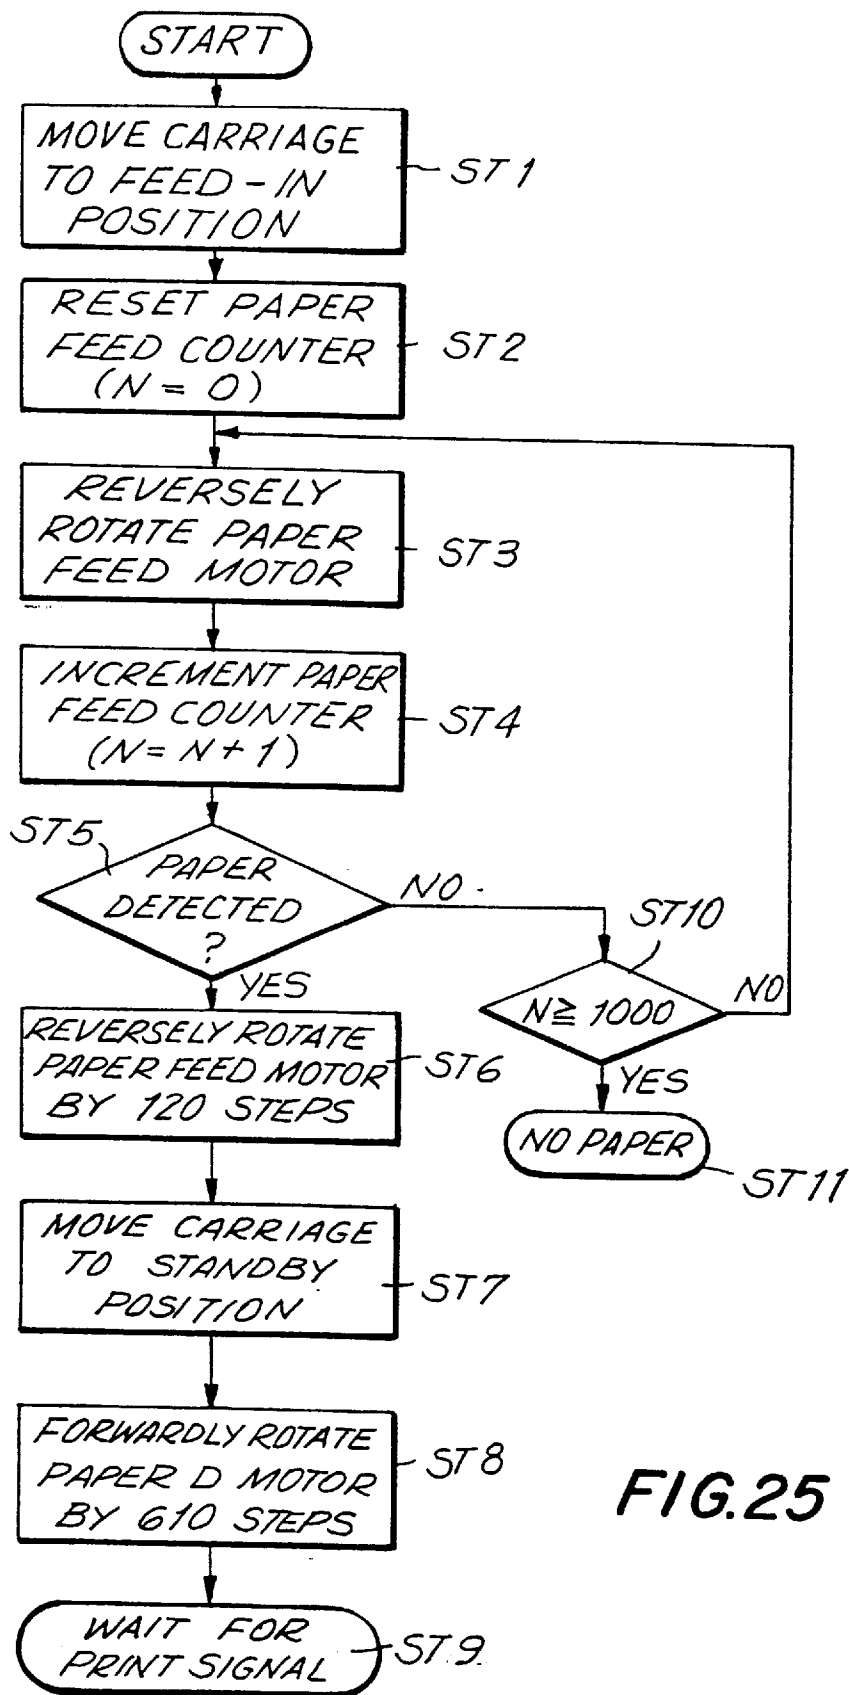 START
MOVE CARRIAGE
TO FEED-IN
POSITION
ST1
RESET PAPER
FEED COUNTER
(N = 0)
ST2
REVERSELY
ROTATE PAPER
FEED MOTOR
ST3
INCREMENT PAPER
FEED COUNTER
(N = N + 1)
ST4
ST5
PAPER
DETECTED
?
NO
YES
ST10
N ≧ 1000
NO
YES
NO PAPER
ST11
REVERSELY ROTATE
PAPER FEED MOTOR
BY 120 STEPS
ST6
MOVE CARRIAGE
TO STANDBY
POSITION
ST7
FORWARDLY ROTATE
PAPER D MOTOR
BY 610 STEPS
ST8
WAIT FOR
PRINT SIGNAL
ST9
FIG.25